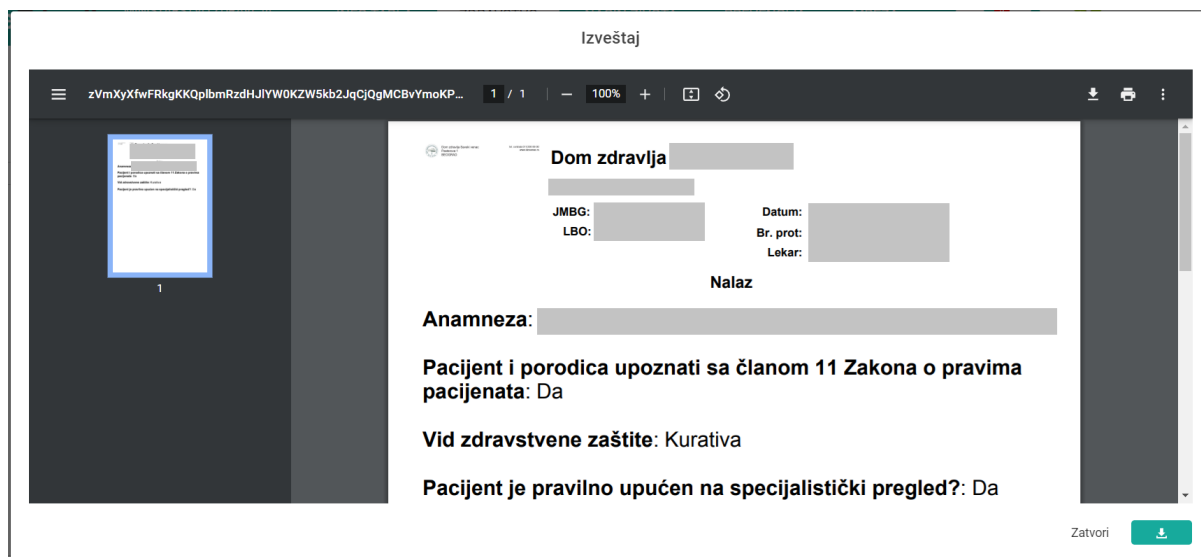 Izveštaj
zVmXyXfwFRkgKKQplbmRzdHJlYW0KZW5kb2JqCjQgMCBvYmoKP... 1 / 1 100%
Dom zdravlja
JMBG:
LBO:
Datum:
Br. prot:
Lekar:
Nalaz
Anamneza:
Pacijent i porodica upoznati sa članom 11 Zakona o pravima
pacijenata: Da
Vid zdravstvene zaštite: Kurativa
Pacijent je pravilno upućen na specijalistički pregled?: Da
1
Zatvori